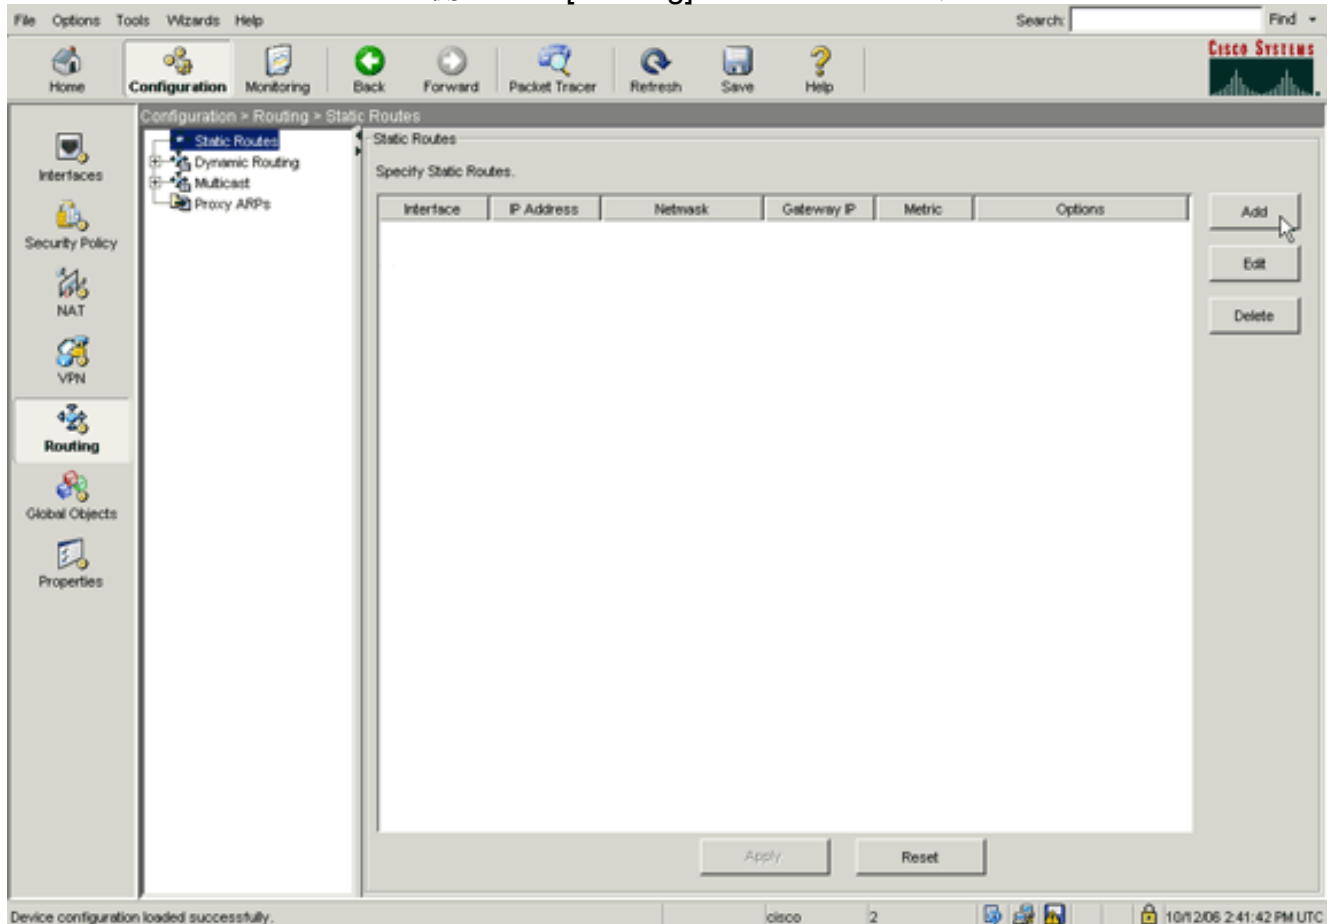 [Routing]
File Options Tools Wizards Help Search: Find
Home Configuration Monitoring Back Forward Packet Tracer Refresh Save Help
CISCO SYSTEMS
Configuration > Routing > Static Routes
Interfaces
Security Policy
NAT
VPN
Routing
Global Objects
Properties
Static Routes
Dynamic Routing
Multicast
Proxy ARPs
Static Routes
Specify Static Routes.
Interface IP Address Netmask Gateway IP Metric Options
Add
Edit
Delete
Apply Reset
Device configuration loaded successfully. cisco 2 10/12/06 2:41:42 PM UTC